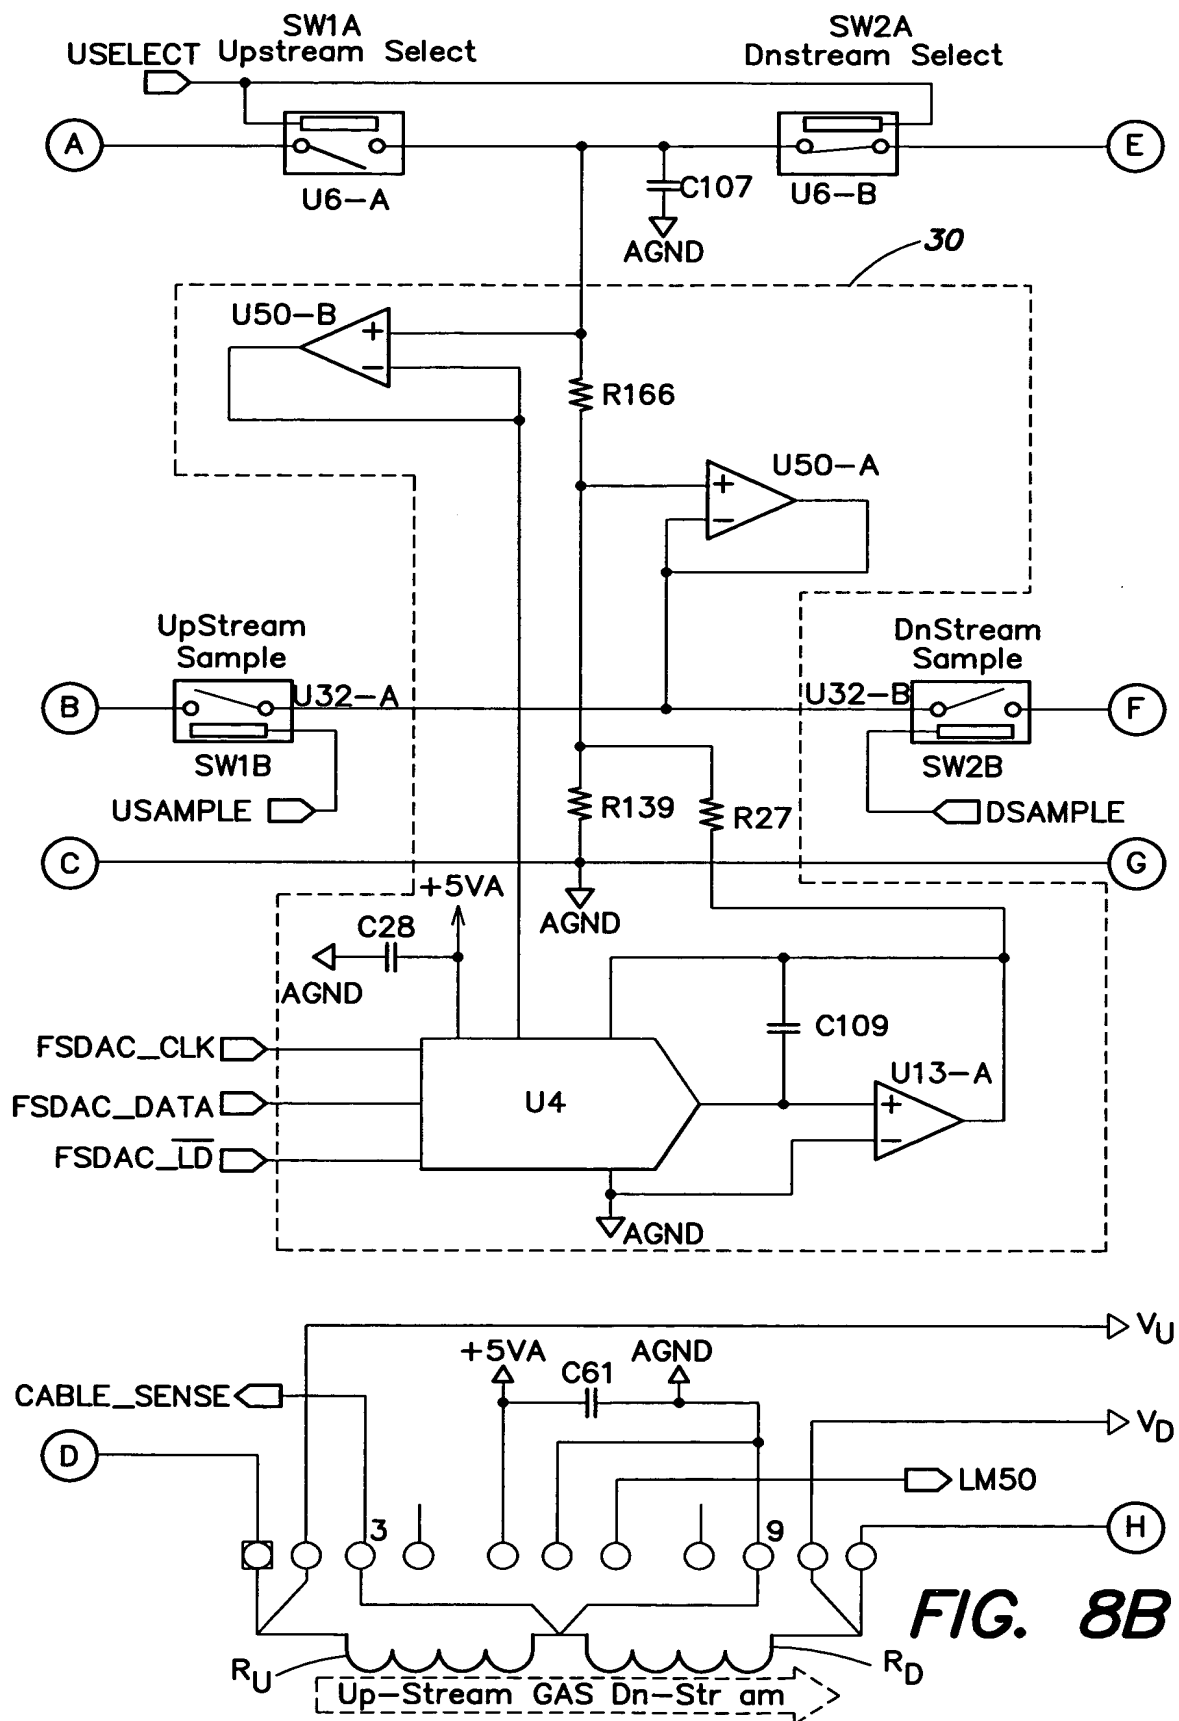 SW1A
Upstream Select
USELECT
SW2A
Dnstream Select
A
E
U6-A
C107
U6-B
AGND
30
U50-B
+
-
R166
U50-A
+
-
UpStream
Sample
DnStream
Sample
B
U32-A
U32-B
F
SW1B
SW2B
USAMPLE
R139
R27
DSAMPLE
C
G
+5VA
AGND
C28
AGND
FSDAC_CLK
C109
U13-A
FSDAC_DATA
U4
+
-
FSDAC_LD
AGND
VU
+5VA
C61
AGND
CABLE_SENSE
VD
D
LM50
3
9
H
FIG. 8B
RU
RD
Up-Stream GAS Dn-Str am